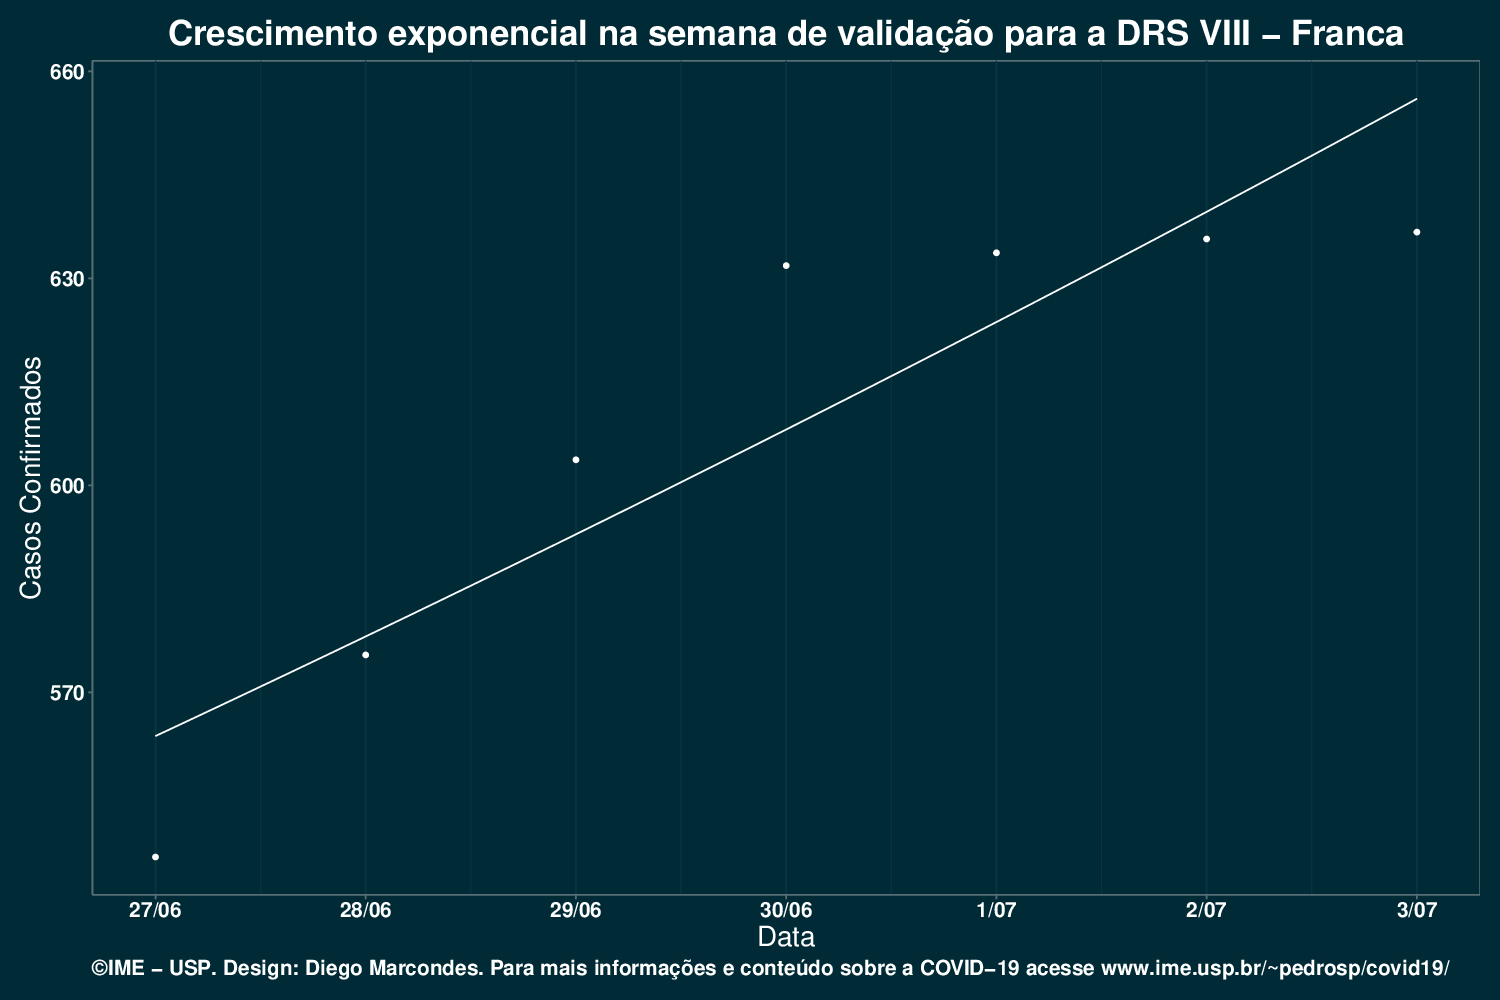 Crescimento exponencial na semana de validação para a DRS VIII – Franca
660
630
600
570
Casos Confirmados
27/06 28/06 29/06 30/06 1/07 2/07 3/07
Data
©IME – USP. Design: Diego Marcondes. Para mais informações e conteúdo sobre a COVID–19 acesse www.ime.usp.br/~pedrosp/covid19/